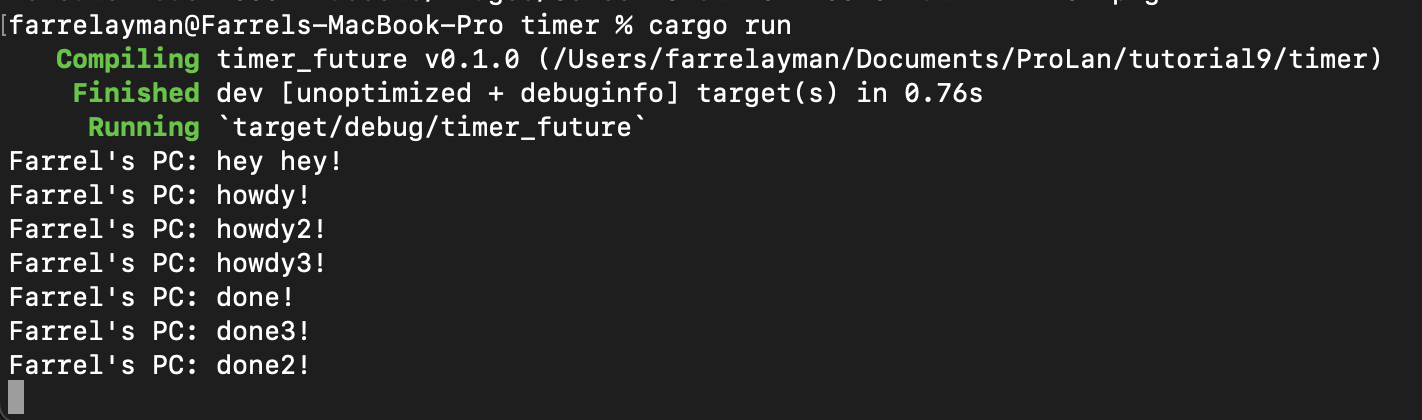 [farrelayman@Farrels-MacBook-Pro timer % cargo run
Compiling timer_future v0.1.0 (/Users/farrelayman/Documents/ProLan/tutorial9/timer)
Finished dev [unoptimized + debuginfo] target(s) in 0.76s
Running `target/debug/timer_future`
Farrel's PC: hey hey!
Farrel's PC: howdy!
Farrel's PC: howdy2!
Farrel's PC: howdy3!
Farrel's PC: done!
Farrel's PC: done3!
Farrel's PC: done2!